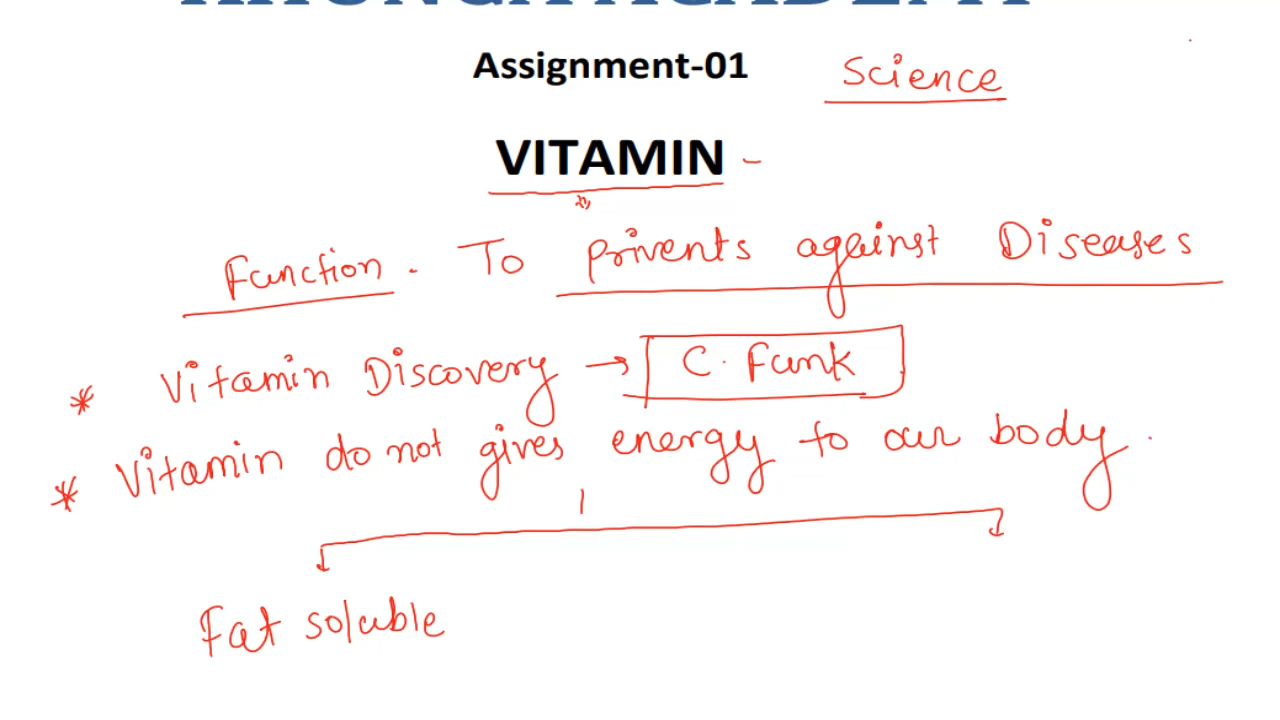 Assignment-01 Science
VITAMIN -
Function. To privents against Diseases
* Vitamin Discovery → C. Funk
* Vitamin do not gives energy to our body.
Fat soluble